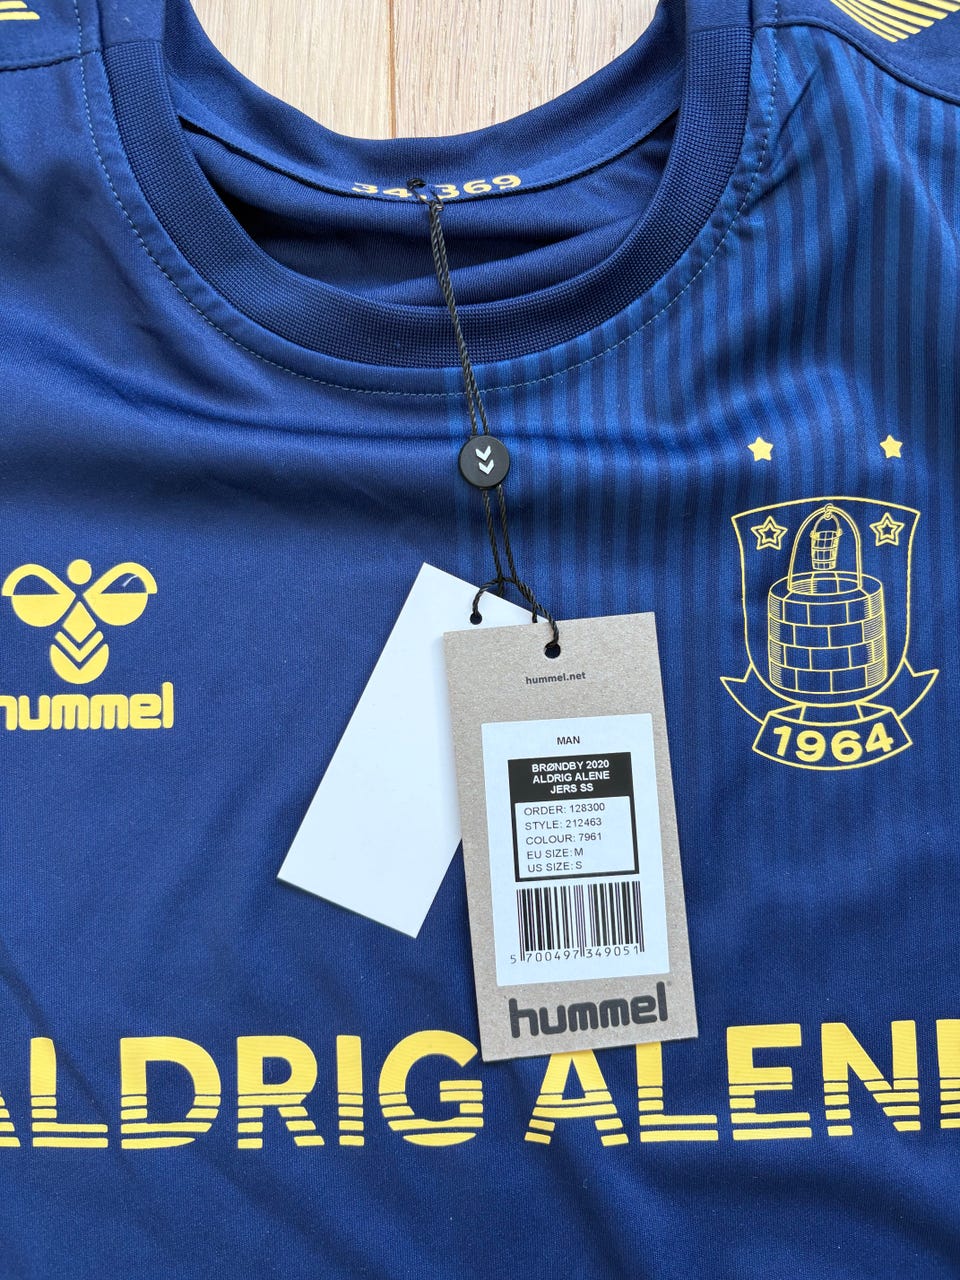 34.369
hummel
1964
hummel.net
MAN
BRØNDBY 2020
ALDRIG ALENE
JERS SS
ORDER: 128300
STYLE: 212463
COLOUR: 7961
EU SIZE: M
US SIZE: S
5 700497 349051
hummel
ALDRIG ALENE